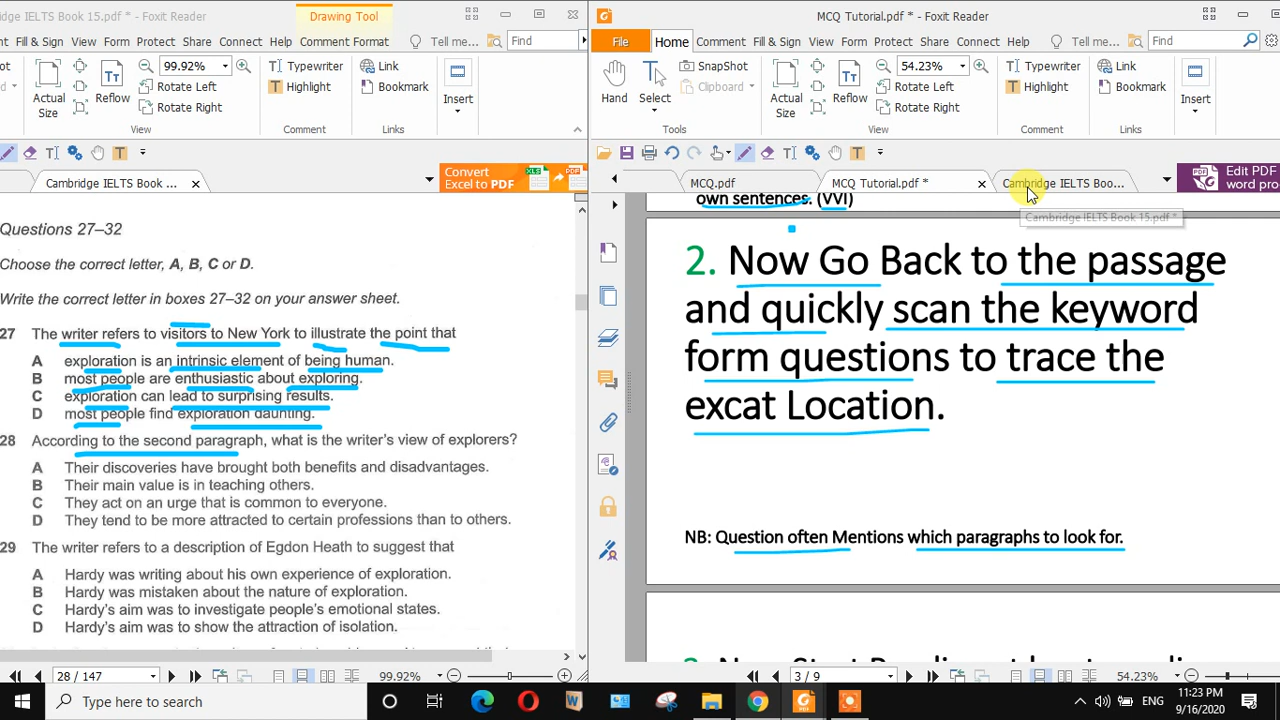 nbridge IELTS Book 15.pdf * - Foxit Reader
Drawing Tool
Fill & Sign View Form Protect Share Connect Help Comment Format Tell me... Find
Actual Size
Reflow
99.92%
Rotate Left
Rotate Right
View
Typewriter
Highlight
Comment
Link
Bookmark
Links
Insert
Cambridge IELTS Book ...
Convert Excel to PDF
XLS
PDF
Questions 27–32
Choose the correct letter, A, B, C or D.
Write the correct letter in boxes 27–32 on your answer sheet.
27 The writer refers to visitors to New York to illustrate the point that
A exploration is an intrinsic element of being human.
B most people are enthusiastic about exploring.
C exploration can lead to surprising results.
D most people find exploration daunting.
28 According to the second paragraph, what is the writer's view of explorers?
A Their discoveries have brought both benefits and disadvantages.
B Their main value is in teaching others.
C They act on an urge that is common to everyone.
D They tend to be more attracted to certain professions than to others.
29 The writer refers to a description of Egdon Heath to suggest that
A Hardy was writing about his own experience of exploration.
B Hardy was mistaken about the nature of exploration.
C Hardy's aim was to investigate people's emotional states.
D Hardy's aim was to show the attraction of isolation.
28 / 147
99.92%
MCQ Tutorial.pdf * - Foxit Reader
File Home Comment Fill & Sign View Form Protect Share Connect Help Tell me... Find
Hand
Select
SnapShot
Clipboard
Tools
Actual Size
Reflow
54.23%
Rotate Left
Rotate Right
View
Typewriter
Highlight
Comment
Link
Bookmark
Links
Insert
MCQ.pdf
MCQ Tutorial.pdf *
Cambridge IELTS Boo...
Edit PDF
word pro
Cambridge IELTS Book 15.pdf *
own sentences. (VVI)
2. Now Go Back to the passage
and quickly scan the keyword
form questions to trace the
excat Location.
NB: Question often Mentions which paragraphs to look for.
3 / 9
54.23%
Type here to search
ENG
11:23 PM
9/16/2020